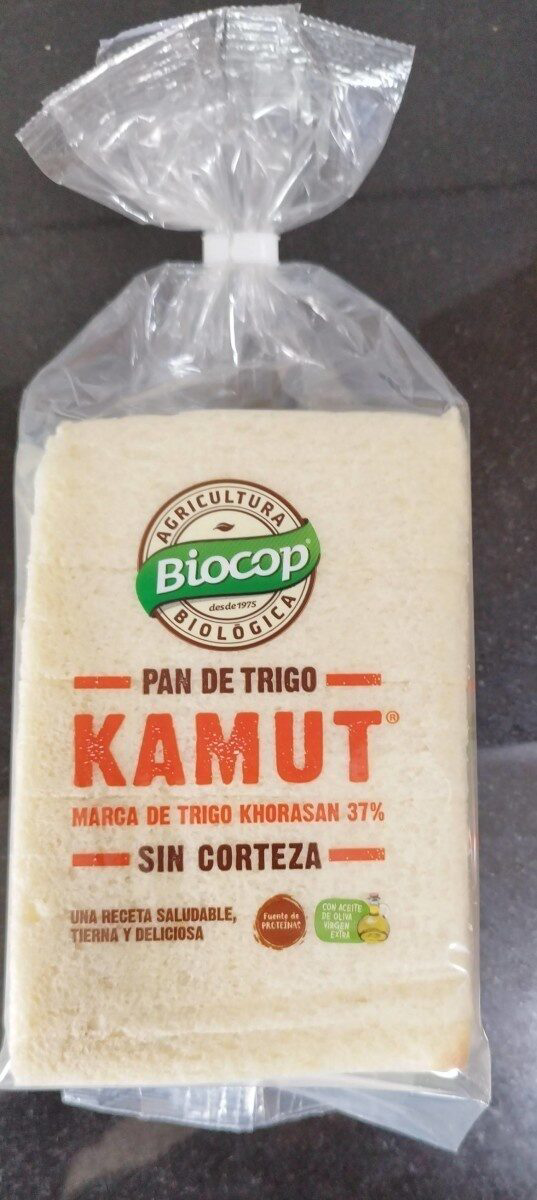 AGRICULTURA
Biocop®
desde 1975
BIOLÓGICA
PAN DE TRIGO
KAMUT®
MARCA DE TRIGO KHORASAN 37%
SIN CORTEZA
UNA RECETA SALUDABLE,
TIERNA Y DELICIOSA
Fuente de
PROTEÍNAS
CON ACEITE
DE OLIVA
VIRGEN
EXTRA